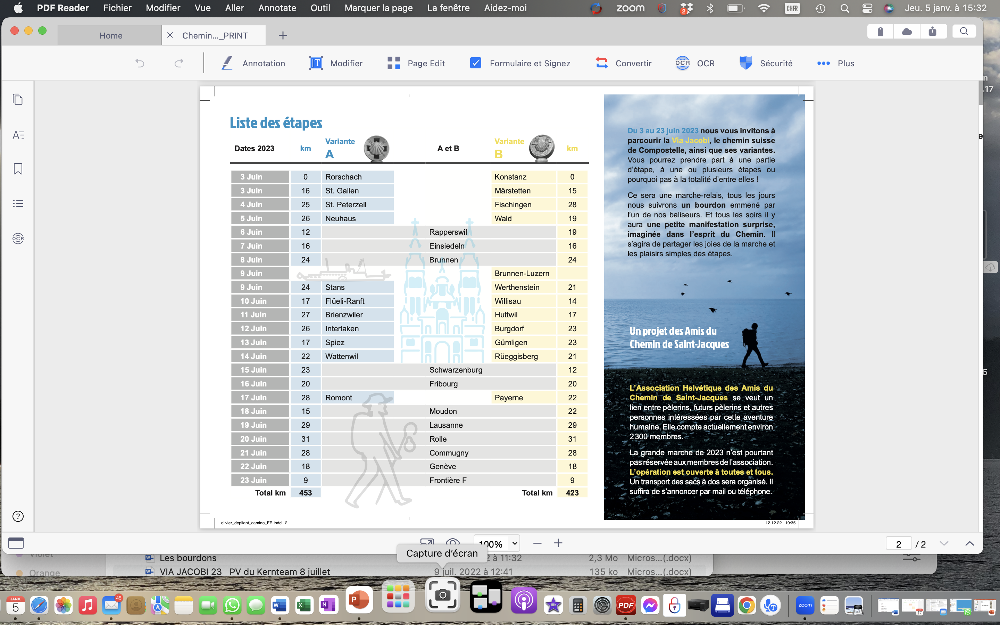 PDF Reader Fichier Modifier Vue Aller Annotate Outil Marquer la page La fenêtre Aidez-moi
zoom 2 CHFR Jeu. 5 janv. à 15:32
Home Chemin..._PRINT
Annotation Modifier Page Edit Formulaire et Signez Convertir OCR OCR Sécurité Plus
OCR
Liste des étapes
Dates 2023 km Variante A A et B Variante B km
3 Juin 0 Rorschach Konstanz 0
3 Juin 16 St. Gallen Märstetten 15
4 Juin 25 St. Peterzell Fischingen 28
5 Juin 26 Neuhaus Wald 19
6 Juin 12 Rapperswil 19
7 Juin 16 Einsiedeln 16
8 Juin 24 Brunnen 24
9 Juin Brunnen-Luzern
9 Juin 24 Stans Werthenstein 21
10 Juin 17 Flüeli-Ranft Willisau 14
11 Juin 27 Brienzwiler Huttwil 17
12 Juin 26 Interlaken Burgdorf 23
13 Juin 17 Spiez Gümligen 23
14 Juin 22 Wattenwil Rüeggisberg 21
15 Juin 23 Schwarzenburg 12
16 Juin 20 Fribourg 20
17 Juin 28 Romont Payerne 22
18 Juin 15 Moudon 22
19 Juin 29 Lausanne 29
20 Juin 31 Rolle 31
21 Juin 28 Commugny 28
22 Juin 18 Genève 18
23 Juin 9 Frontière F 9
Total km 453 Total km 423
Du 3 au 23 juin 2023 nous vous invitons à
parcourir la Via Jacobi, le chemin suisse
de Compostelle, ainsi que ses variantes.
Vous pourrez prendre part à une partie
d'étape, à une ou plusieurs étapes ou
pourquoi pas à la totalité d'entre elles !
Ce sera une marche-relais, tous les jours
nous suivrons un bourdon emmené par
l'un de nos baliseurs. Et tous les soirs il y
aura une petite manifestation surprise,
imaginée dans l'esprit du Chemin. Il
s'agira de partager les joies de la marche et
les plaisirs simples des étapes.
Un projet des Amis du
Chemin de Saint-Jacques
L'Association Helvétique des Amis du
Chemin de Saint-Jacques se veut un
lien entre pèlerins, futurs pèlerins et autres
personnes intéressées par cette aventure
humaine. Elle compte actuellement environ
2300 membres.
La grande marche de 2023 n'est pourtant
pas réservée aux membres de l'association.
L'opération est ouverte à toutes et tous.
Un transport des sacs à dos sera organisé. Il
suffira de s'annoncer par mail ou téléphone.
olivier_depliant_camino_FR.indd 2 12.12.22 19:35
100% 2 / 2
Capture d'écran
Violet Les bourdons 2 à 11:32 2,3 Mo Micros...(.docx)
Orange VIA JACOBI 23 PV du Kernteam 8 juillet 9 juil. 2022 à 12:41 135 ko Micros...(.docx)
n
.17
e
5
JANV. 5 45 W X N P PDF zoom 17